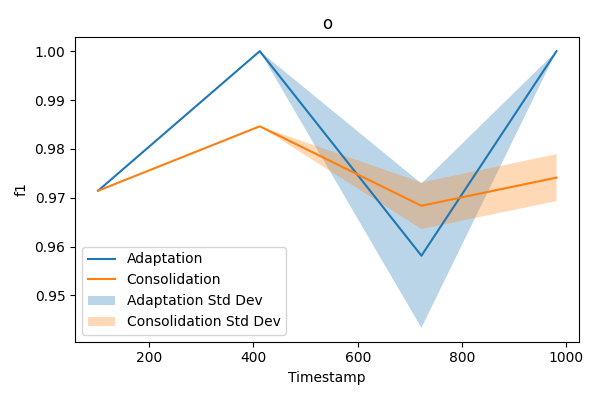 o
1.00
0.99
0.98
0.97
0.96
0.95
f1
Adaptation
Consolidation
Adaptation Std Dev
Consolidation Std Dev
200
400
600
800
1000
Timestamp